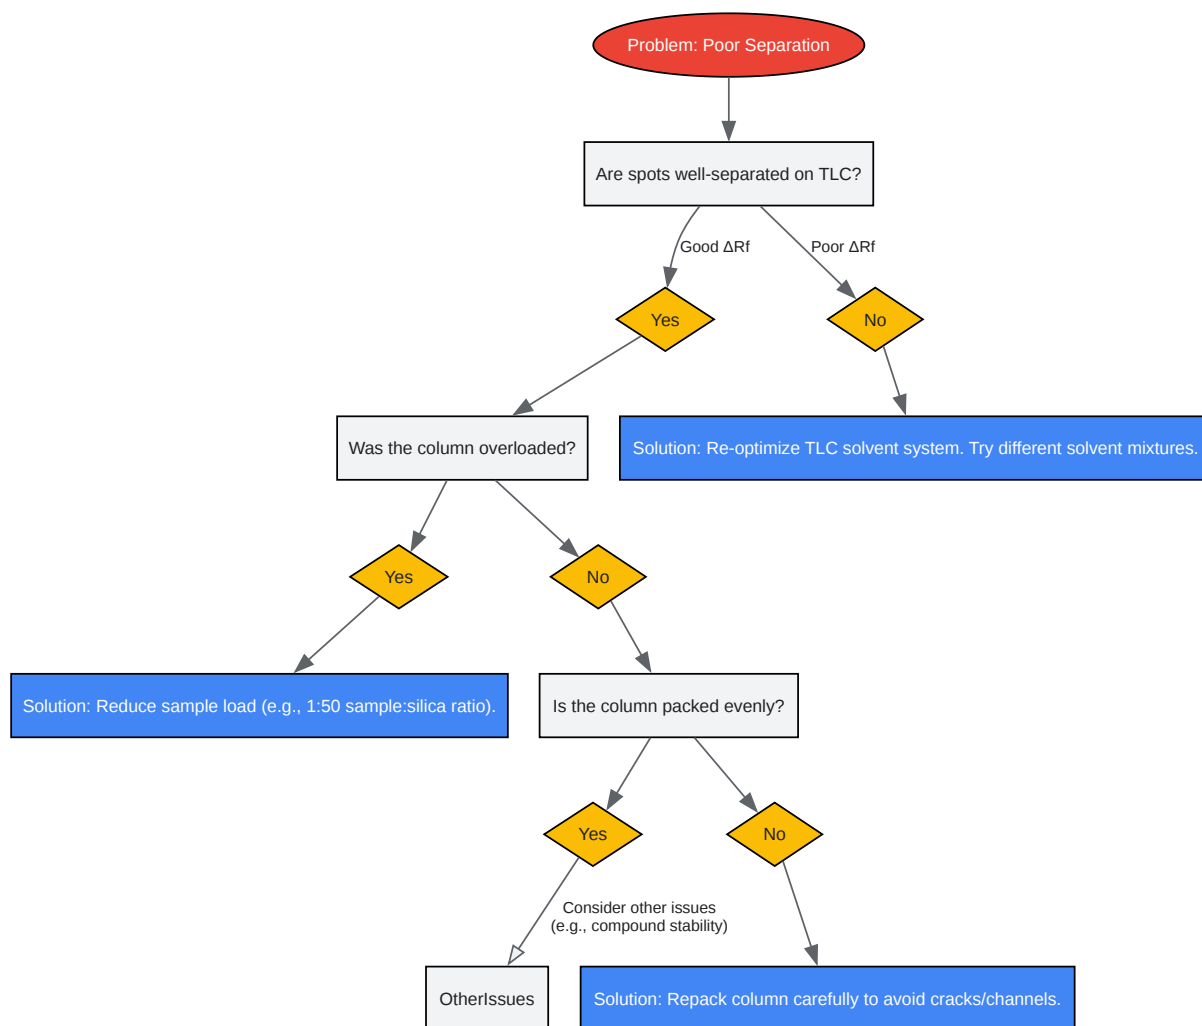 Problem: Poor Separation
Are spots well-separated on TLC?
Good ΔRf
Poor ΔRf
Yes
No
Was the column overloaded?
Solution: Re-optimize TLC solvent system. Try different solvent mixtures.
Yes
No
Solution: Reduce sample load (e.g., 1:50 sample:silica ratio).
Is the column packed evenly?
Yes
No
Consider other issues
(e.g., compound stability)
OtherIssues
Solution: Repack column carefully to avoid cracks/channels.